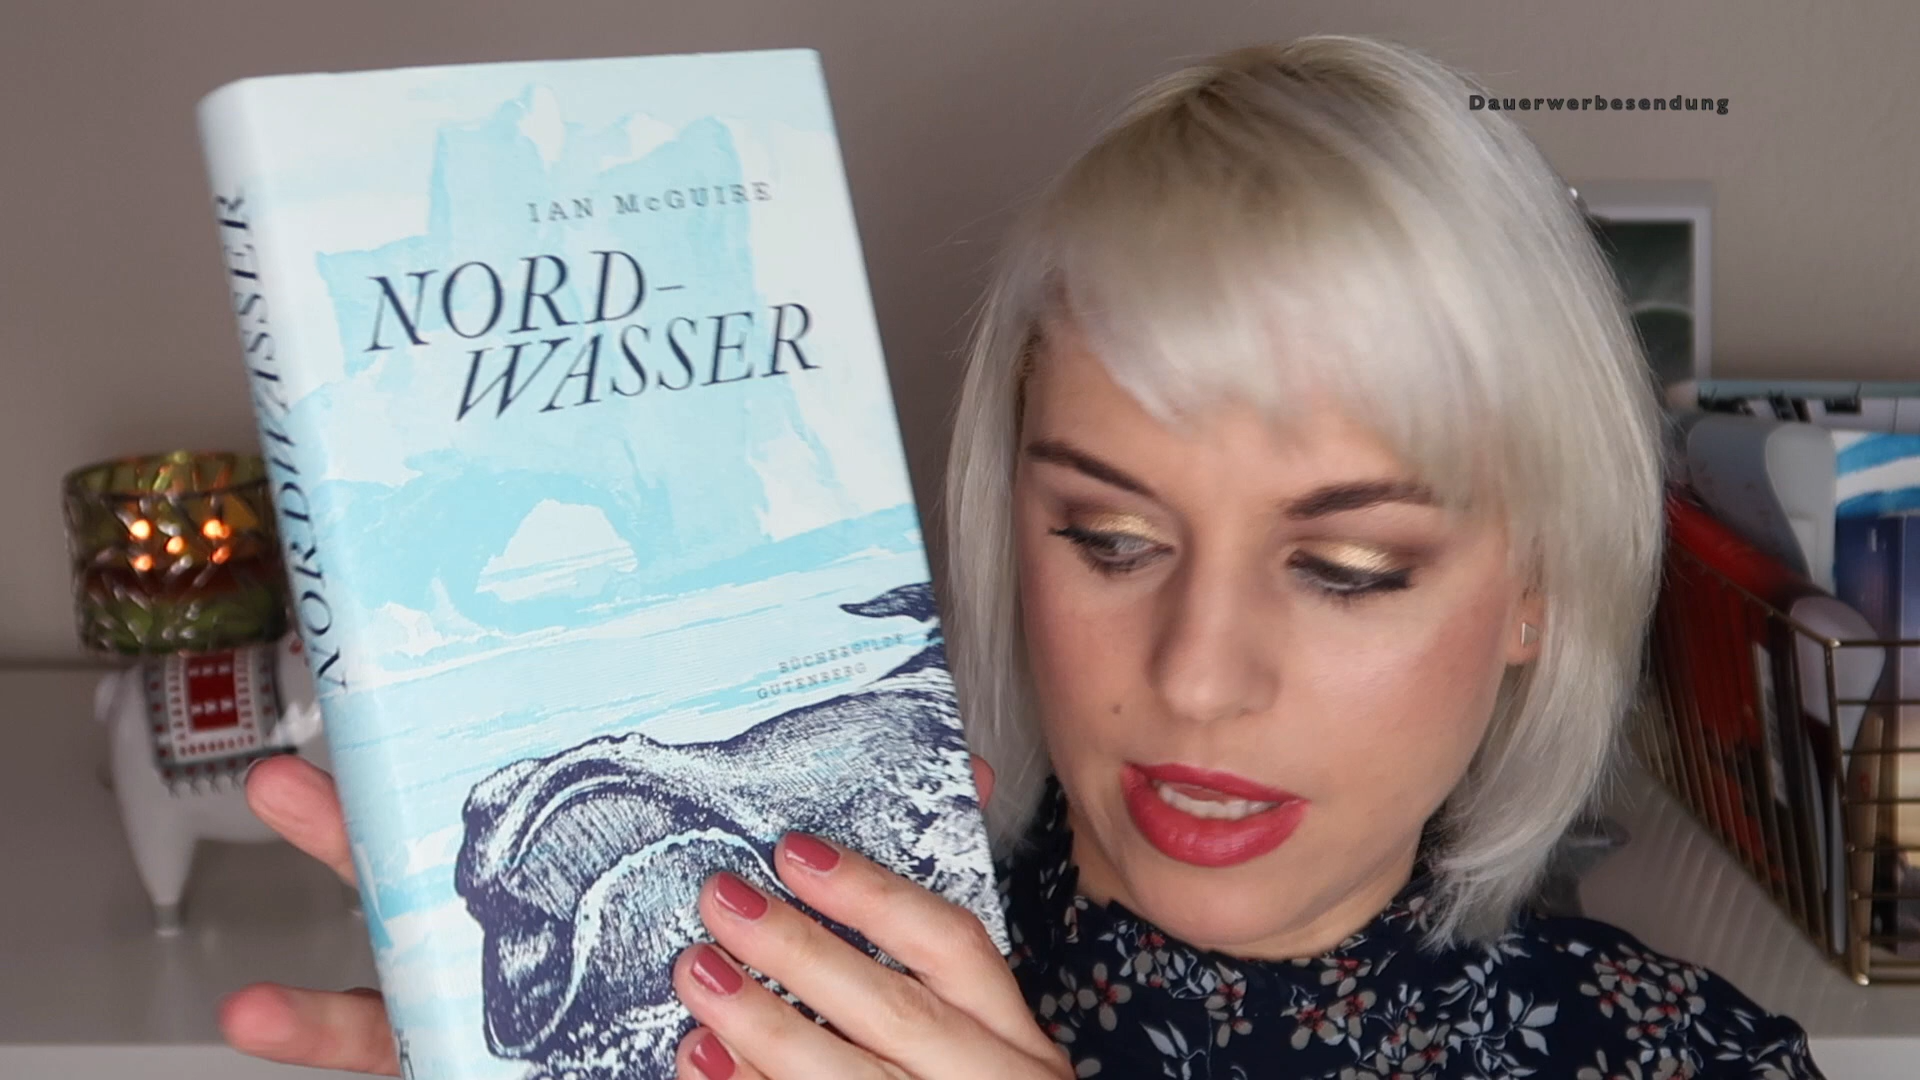 Dauerwerbesendung
IAN McGUIRE
NORD-
WASSER
BÜCHERGILDE
GUTENBERG
NORDWASSER